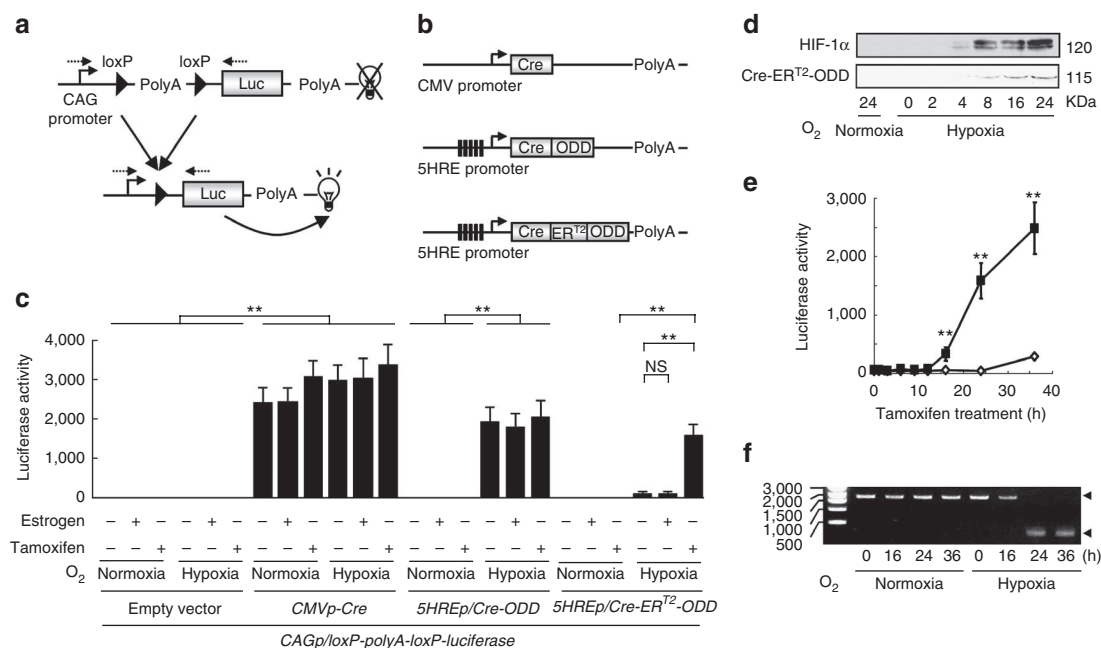 a
loxP loxP
PolyA Luc PolyA
CAG
promoter
Luc PolyA
b
Cre PolyA
CMV promoter
Cre ODD PolyA
5HRE promoter
Cre ER^T2 ODD PolyA
5HRE promoter
c
Luciferase activity
4,000
3,000
2,000
1,000
0
** ** ** ** NS
Estrogen – + – – + – – + – – + – – + – – + – – + – – + –
Tamoxifen – – + – – + – – + – – + – – + – – + – – + – – +
O2 Normoxia Hypoxia Normoxia Hypoxia Normoxia Hypoxia Normoxia Hypoxia
Empty vector CMVp-Cre 5HREp/Cre-ODD 5HREp/Cre-ER^T2-ODD
CAGp/loxP-polyA-loxP-luciferase
d
HIF-1α 120
Cre-ER^T2-ODD 115
24 0 2 4 8 16 24 KDa
O2 Normoxia Hypoxia
e
Luciferase activity
3,000
2,000
1,000
0
** ** **
0 10 20 30 40
Tamoxifen treatment (h)
f
3,000
2,000
1,500
1,000
500
0 16 24 36 0 16 24 36 (h)
O2 Normoxia Hypoxia